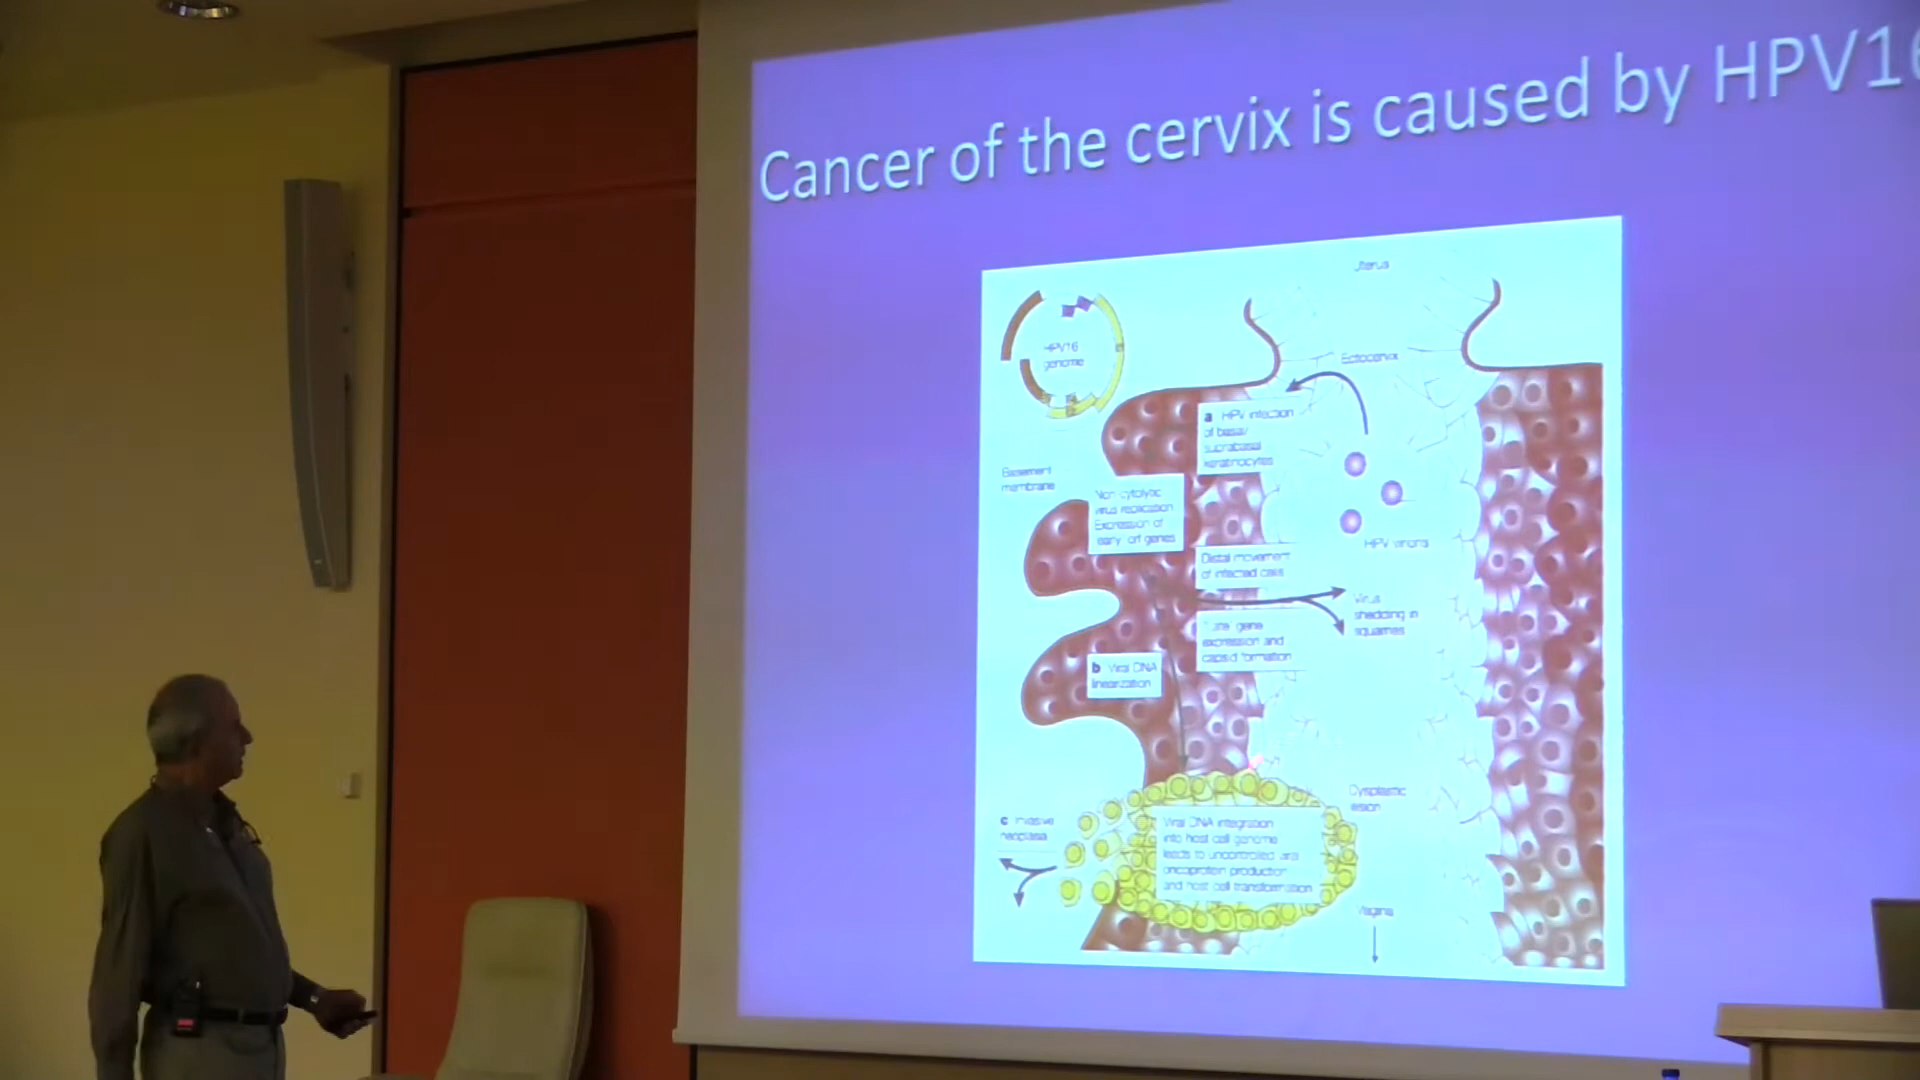 Cancer of the cervix is caused by HPV16
Uterus
HPV16
genome
Ectocervix
a HPV infection
of basal/
suprabasal
keratinocytes
Basement
membrane
Non cytolytic
virus replication
Expression of
early orf genes
HPV virions
Distal movement
of infected cells
Virus
shedding in
squames
gene
expression and
capsid formation
b Viral DNA
linearization
Dysplastic
lesion
c Invasive
neoplasia
Viral DNA integration
into host cell genome
leads to uncontrolled viral
oncoprotein production
and host cell transformation
Vagina